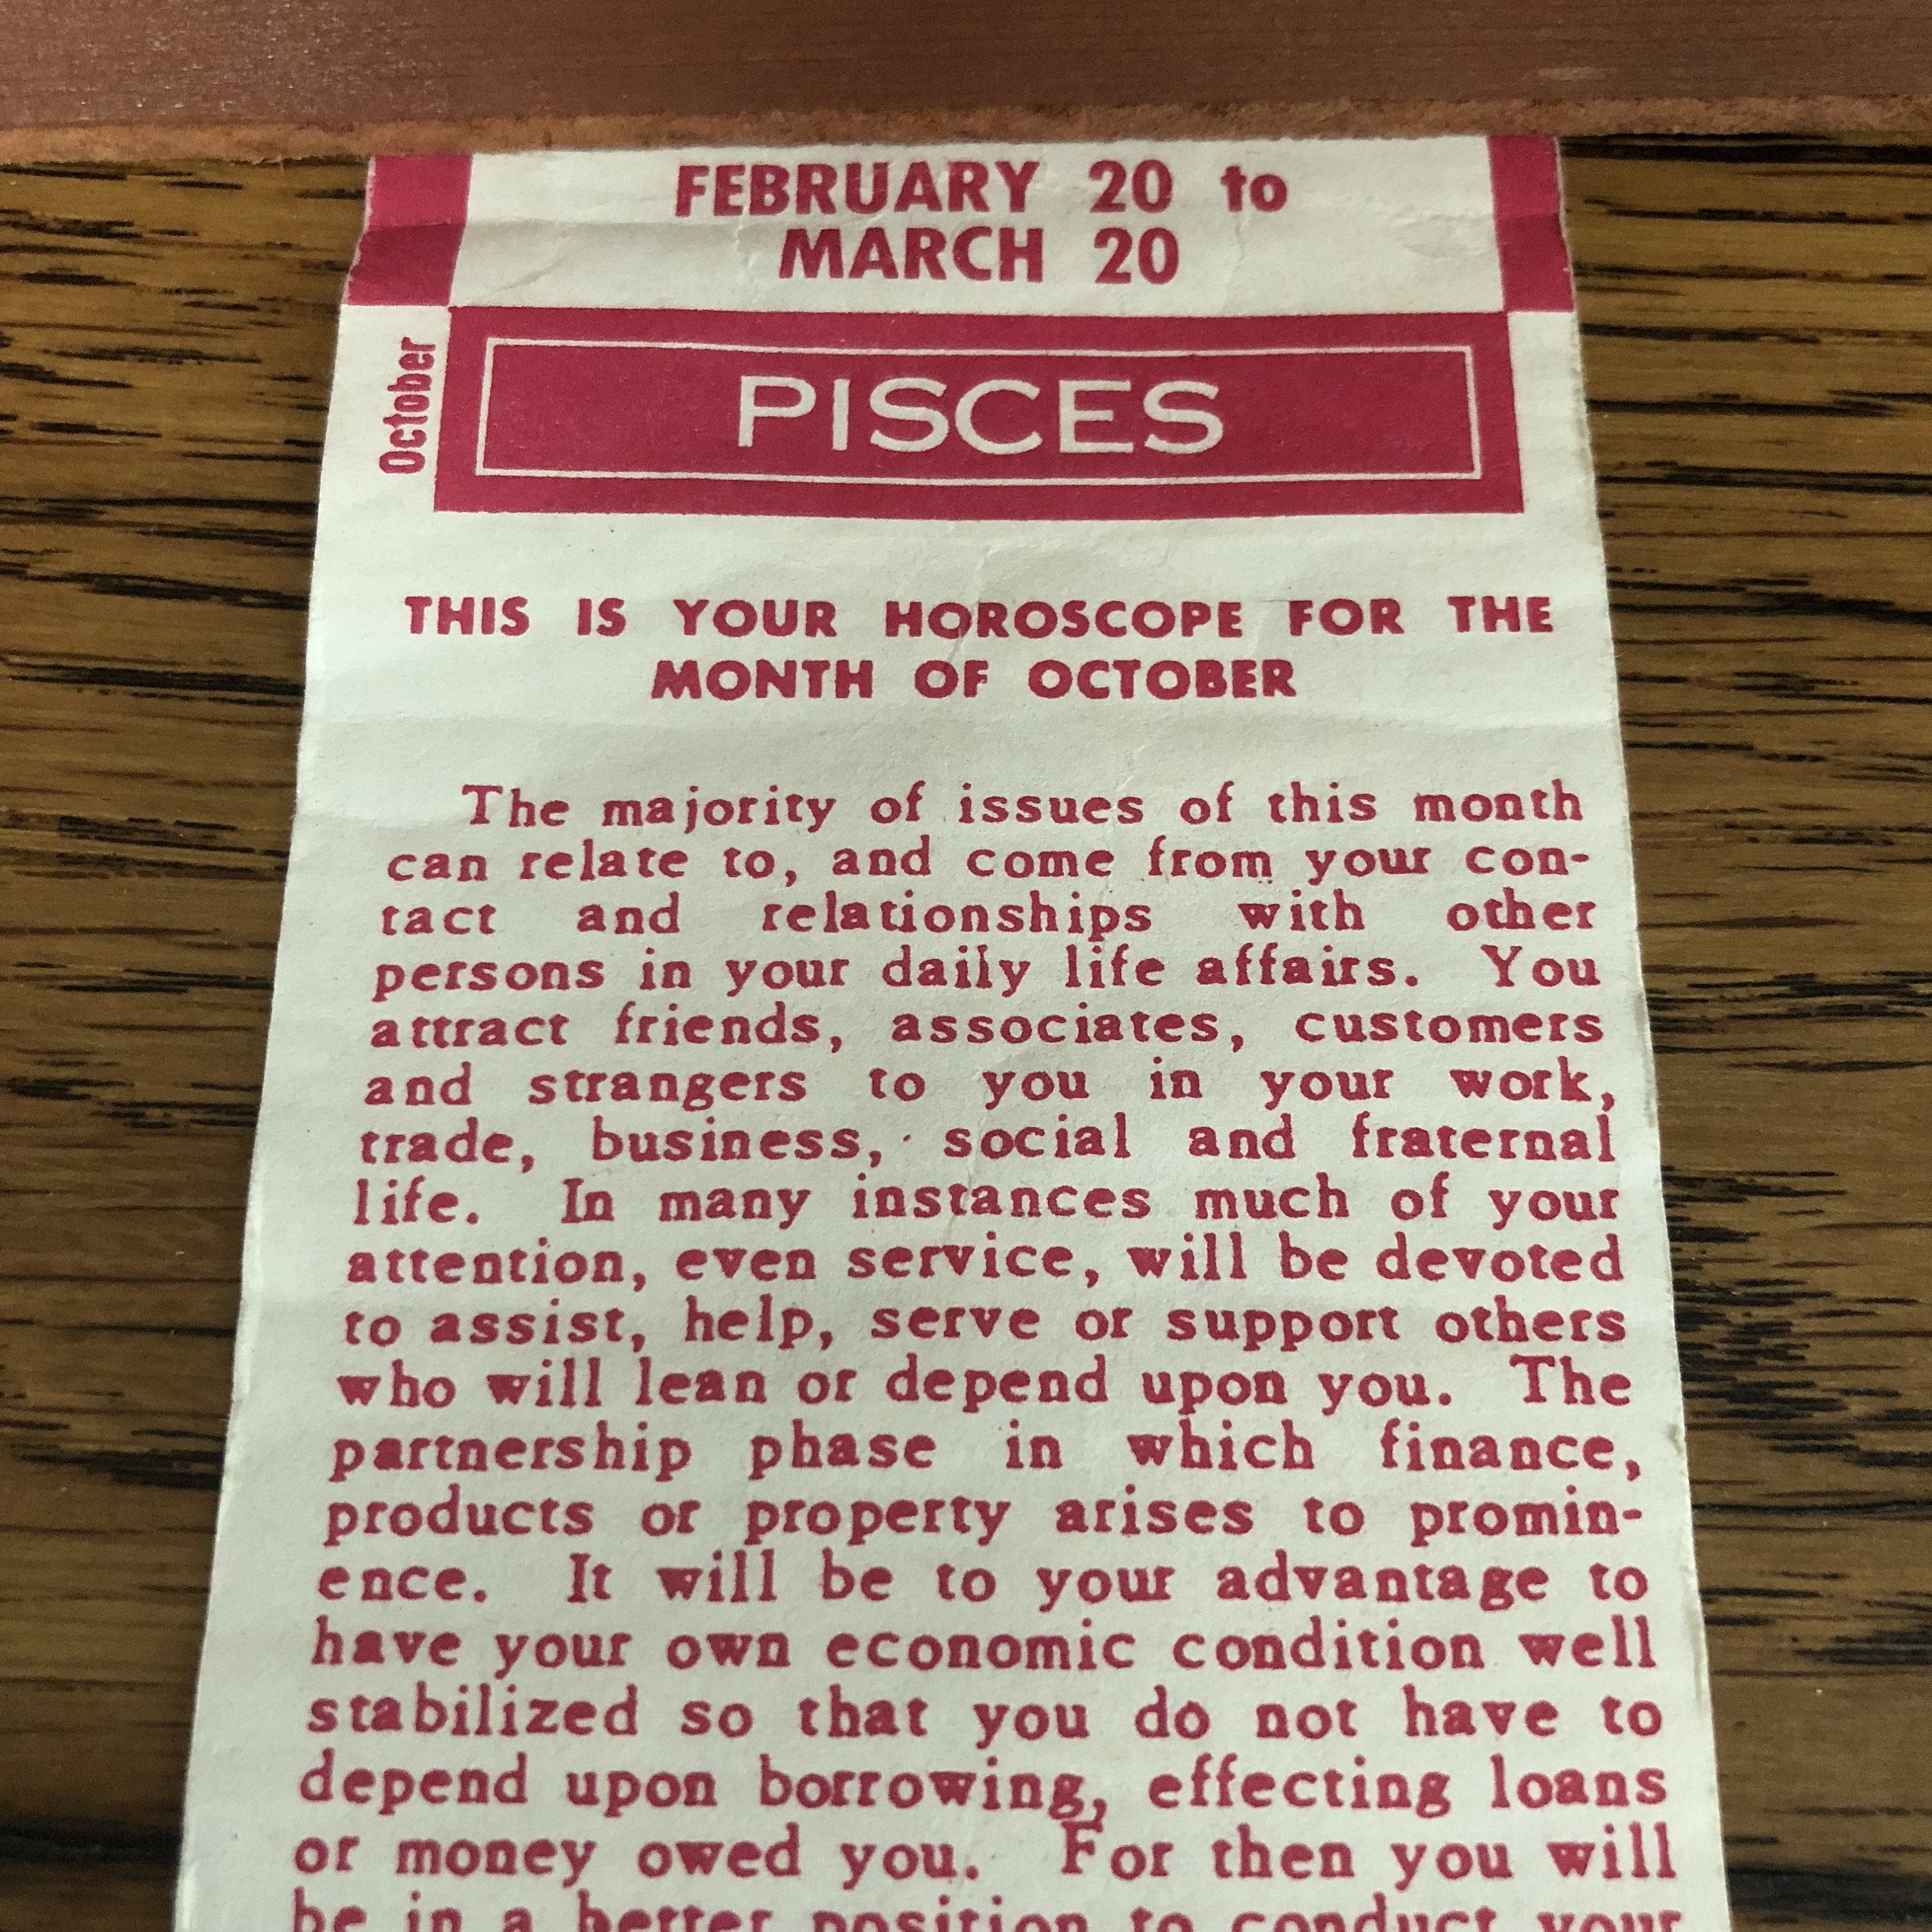 FEBRUARY 20 to
MARCH 20
October
PISCES
THIS IS YOUR HOROSCOPE FOR THE
MONTH OF OCTOBER
The majority of issues of this month
can relate to, and come from your con-
tact and relationships with other
persons in your daily life affairs. You
attract friends, associates, customers
and strangers to you in your work,
trade, business, social and fraternal
life. In many instances much of your
attention, even service, will be devoted
to assist, help, serve or support others
who will lean or depend upon you. The
partnership phase in which finance,
products or property arises to promin-
ence. It will be to your advantage to
have your own economic condition well
stabilized so that you do not have to
depend upon borrowing, effecting loans
or money owed you. For then you will
be in a better position to conduct your